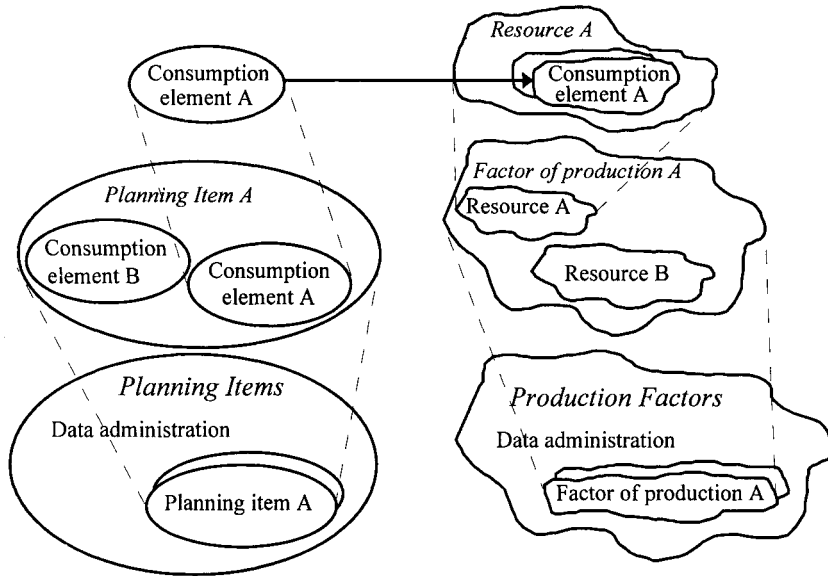 Consumption
element A
Resource A
Consumption
element A
Planning Item A
Consumption
element B
Consumption
element A
Factor of production A
Resource A
Resource B
Planning Items
Data administration
Planning item A
Production Factors
Data administration
Factor of production A